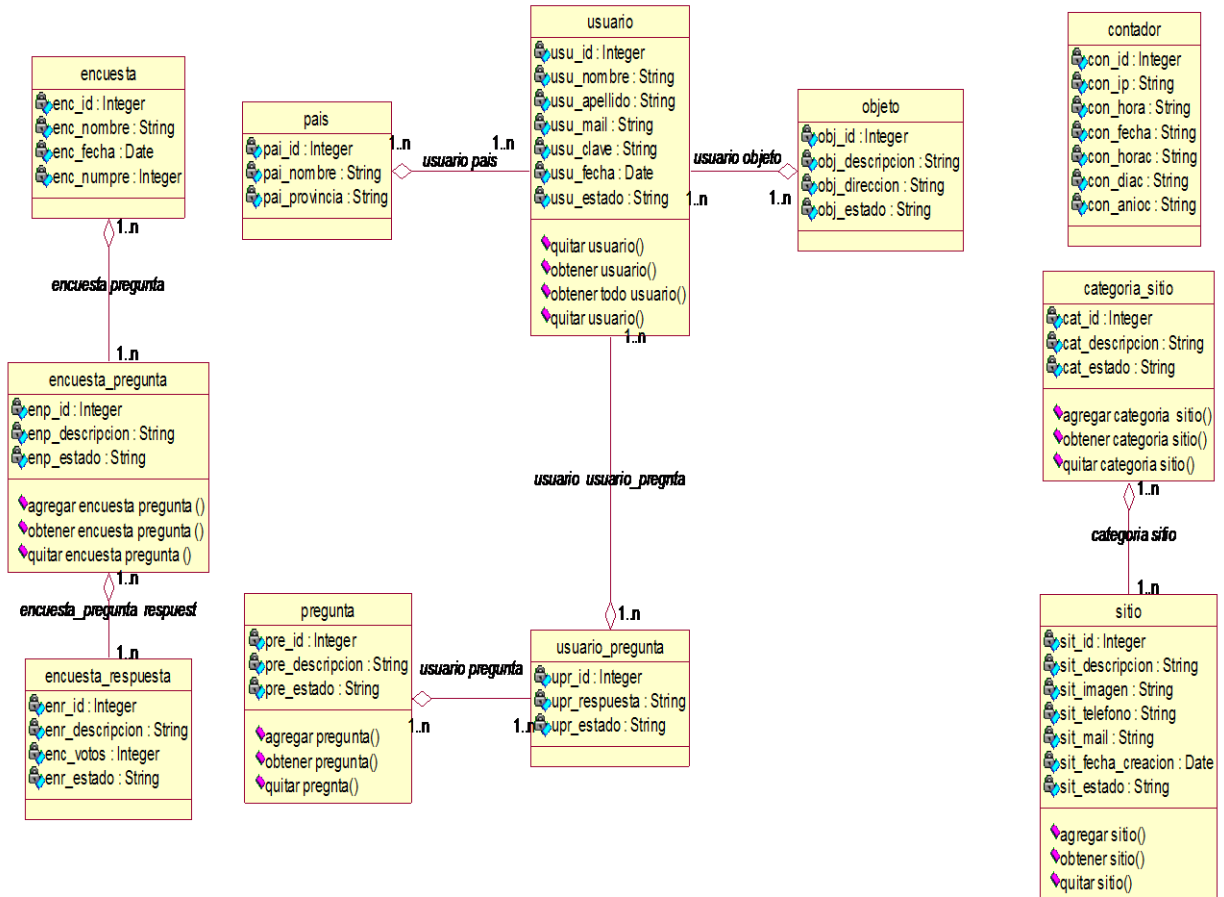 encuesta
enc_id : Integer
enc_nombre : String
enc_fecha : Date
enc_numpre : Integer
1..n
encuesta pregunta
1..n
encuesta_pregunta
enp_id : Integer
enp_descripcion : String
enp_estado : String
agregar encuesta pregunta ()
obtener encuesta pregunta ()
quitar encuesta pregunta ()
1..n
encuesta_pregunta respuest
1..n
encuesta_respuesta
enr_id : Integer
enr_descripcion : String
enc_votos : Integer
enr_estado : String
pais
pai_id : Integer
pai_nombre : String
pai_provincia : String
1..n
usuario pais
1..n
usuario
usu_id : Integer
usu_nombre : String
usu_apellido : String
usu_mail : String
usu_clave : String
usu_fecha : Date
usu_estado : String
quitar usuario()
obtener usuario()
obtener todo usuario()
quitar usuario()
1..n
usuario objeto
1..n
1..n
objeto
obj_id : Integer
obj_descripcion : String
obj_direccion : String
obj_estado : String
usuario usuario_pregnta
1..n
pregunta
pre_id : Integer
pre_descripcion : String
pre_estado : String
agregar pregunta()
obtener pregunta()
quitar pregnta()
usuario pregunta
1..n
1..n
usuario_pregunta
upr_id : Integer
upr_respuesta : String
upr_estado : String
contador
con_id : Integer
con_ip : String
con_hora : String
con_fecha : String
con_horac : String
con_diac : String
con_anioc : String
categoria_sitio
cat_id : Integer
cat_descripcion : String
cat_estado : String
agregar categoria sitio()
obtener categoria sitio()
quitar categoria sitio()
1..n
categoria sitio
1..n
sitio
sit_id : Integer
sit_descripcion : String
sit_imagen : String
sit_telefono : String
sit_mail : String
sit_fecha_creacion : Date
sit_estado : String
agregar sitio()
obtener sitio()
quitar sitio()